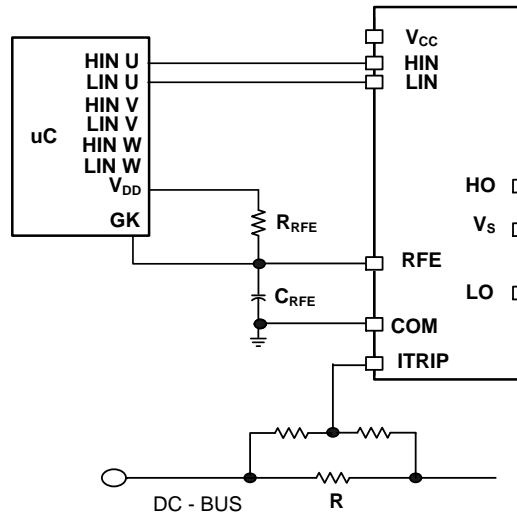 uC
HIN U
LIN U
HIN V
LIN V
HIN W
LIN W
VDD
GK
RRFE
CRFE
VCC
HIN
LIN
HO
VS
RFE
LO
COM
ITRIP
DC - BUS
R